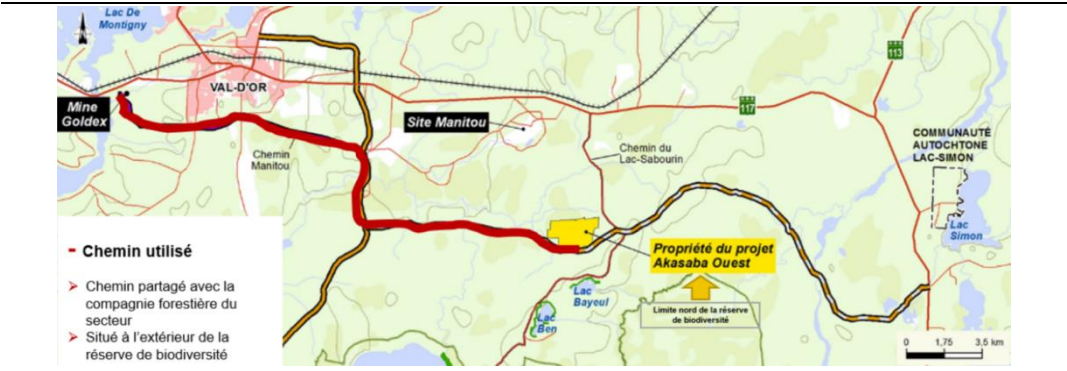 Lac De
Montigny
113
VAL-D'OR
117
Mine
Goldex
Site Manitou
COMMUNAUTÉ
AUTOCHTONE
LAC-SIMON
Chemin
Manitou
Chemin du
Lac-Sabourin
Lac
Simon
- Chemin utilisé
Propriété du projet
Akasaba Ouest
➢ Chemin partagé avec la
compagnie forestière du
secteur
➢ Situé à l'extérieur de la
réserve de biodiversité
Lac
Bayeul
Lac
Ben
Limite nord de la réserve
de biodiversité
0 1,75 3,5 km